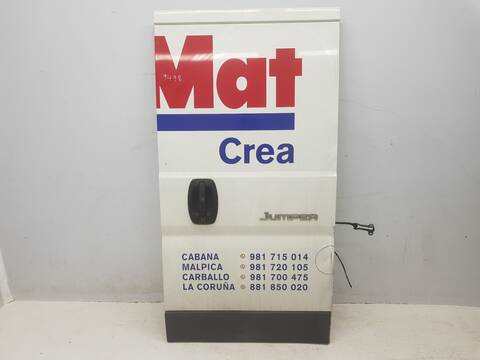 Mat
9498
Crea
JUMPER
CABANA 981 715 014
MALPICA 981 720 105
CARBALLO 981 700 475
LA CORUÑA 881 850 020